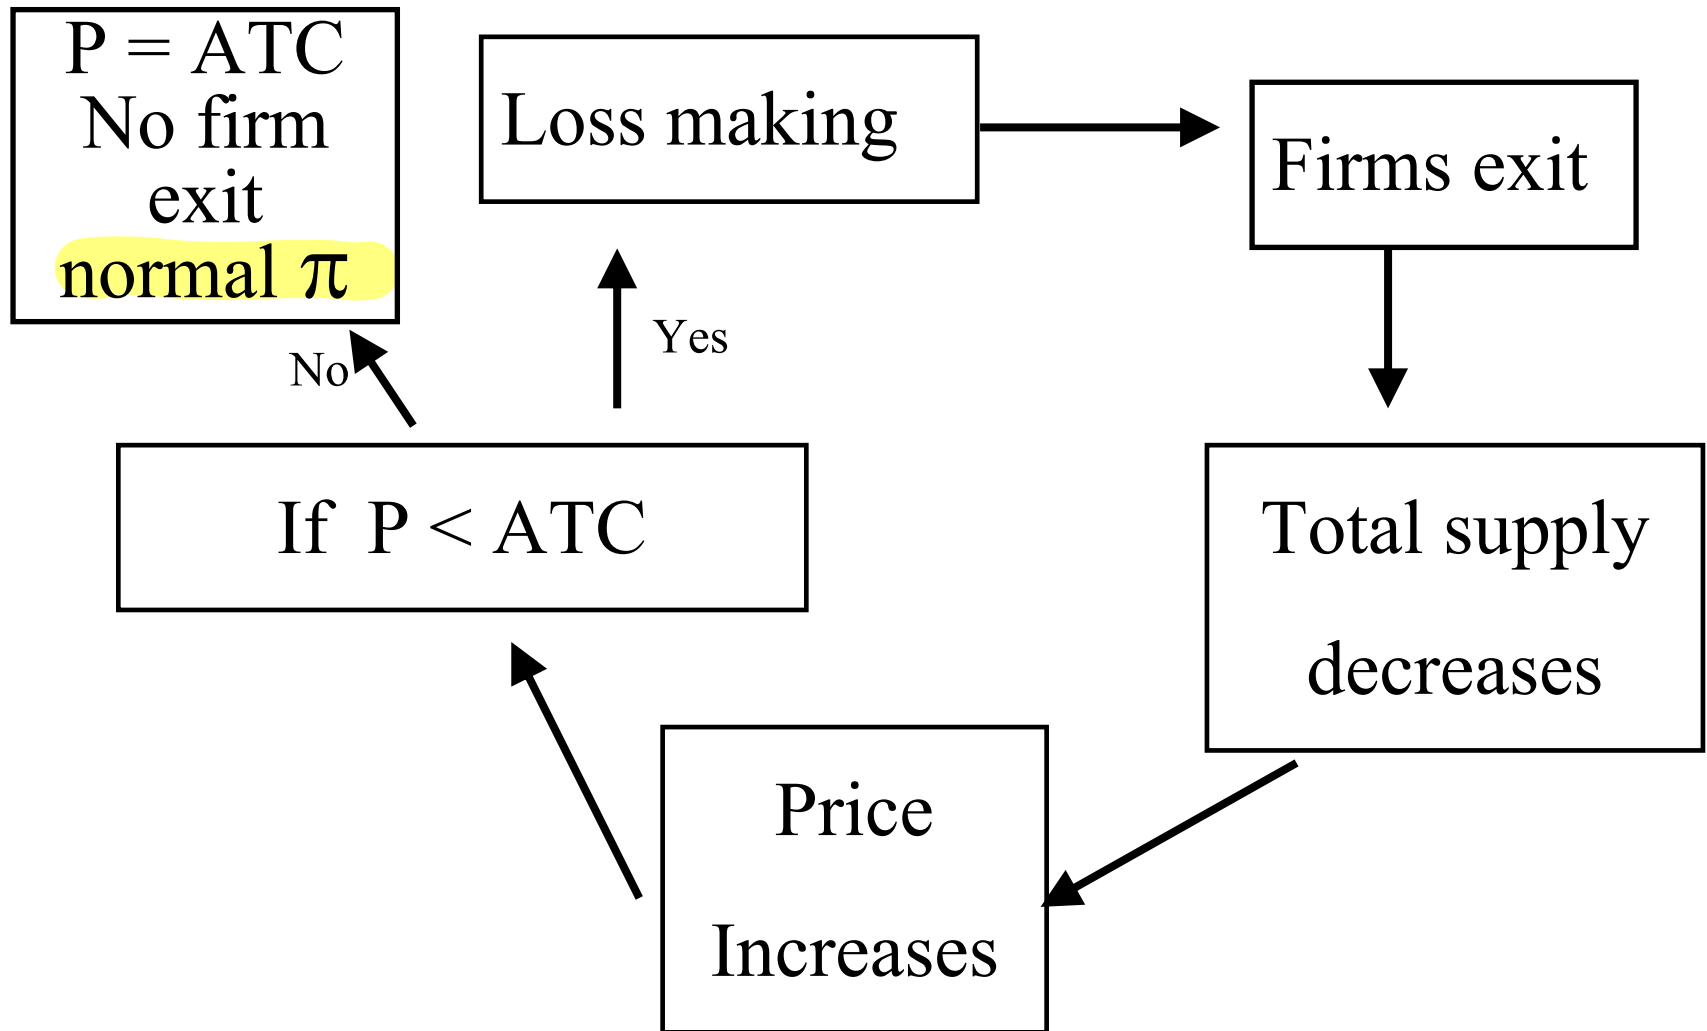 P = ATC
No firm
exit
normal π
Loss making
Firms exit
No
Yes
If P < ATC
Total supply
decreases
Price
Increases